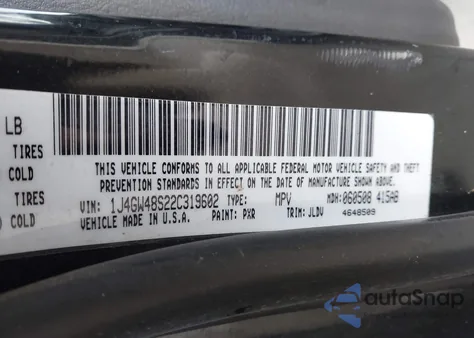 LB
TIRES
COLD
THIS VEHICLE CONFORMS TO ALL APPLICABLE FEDERAL MOTOR VEHICLE SAFETY AND THEFT
TIRES
PREVENTION STANDARDS IN EFFECT ON THE DATE OF MANUFACTURE SHOWN ABOVE.
COLD
VIN: 1J4GW48S22C319602 TYPE: MPV MDH: 060508 415AB
VEHICLE MADE IN U.S.A. PAINT: PXR TRIM: JLDV 4648509
autoSnap